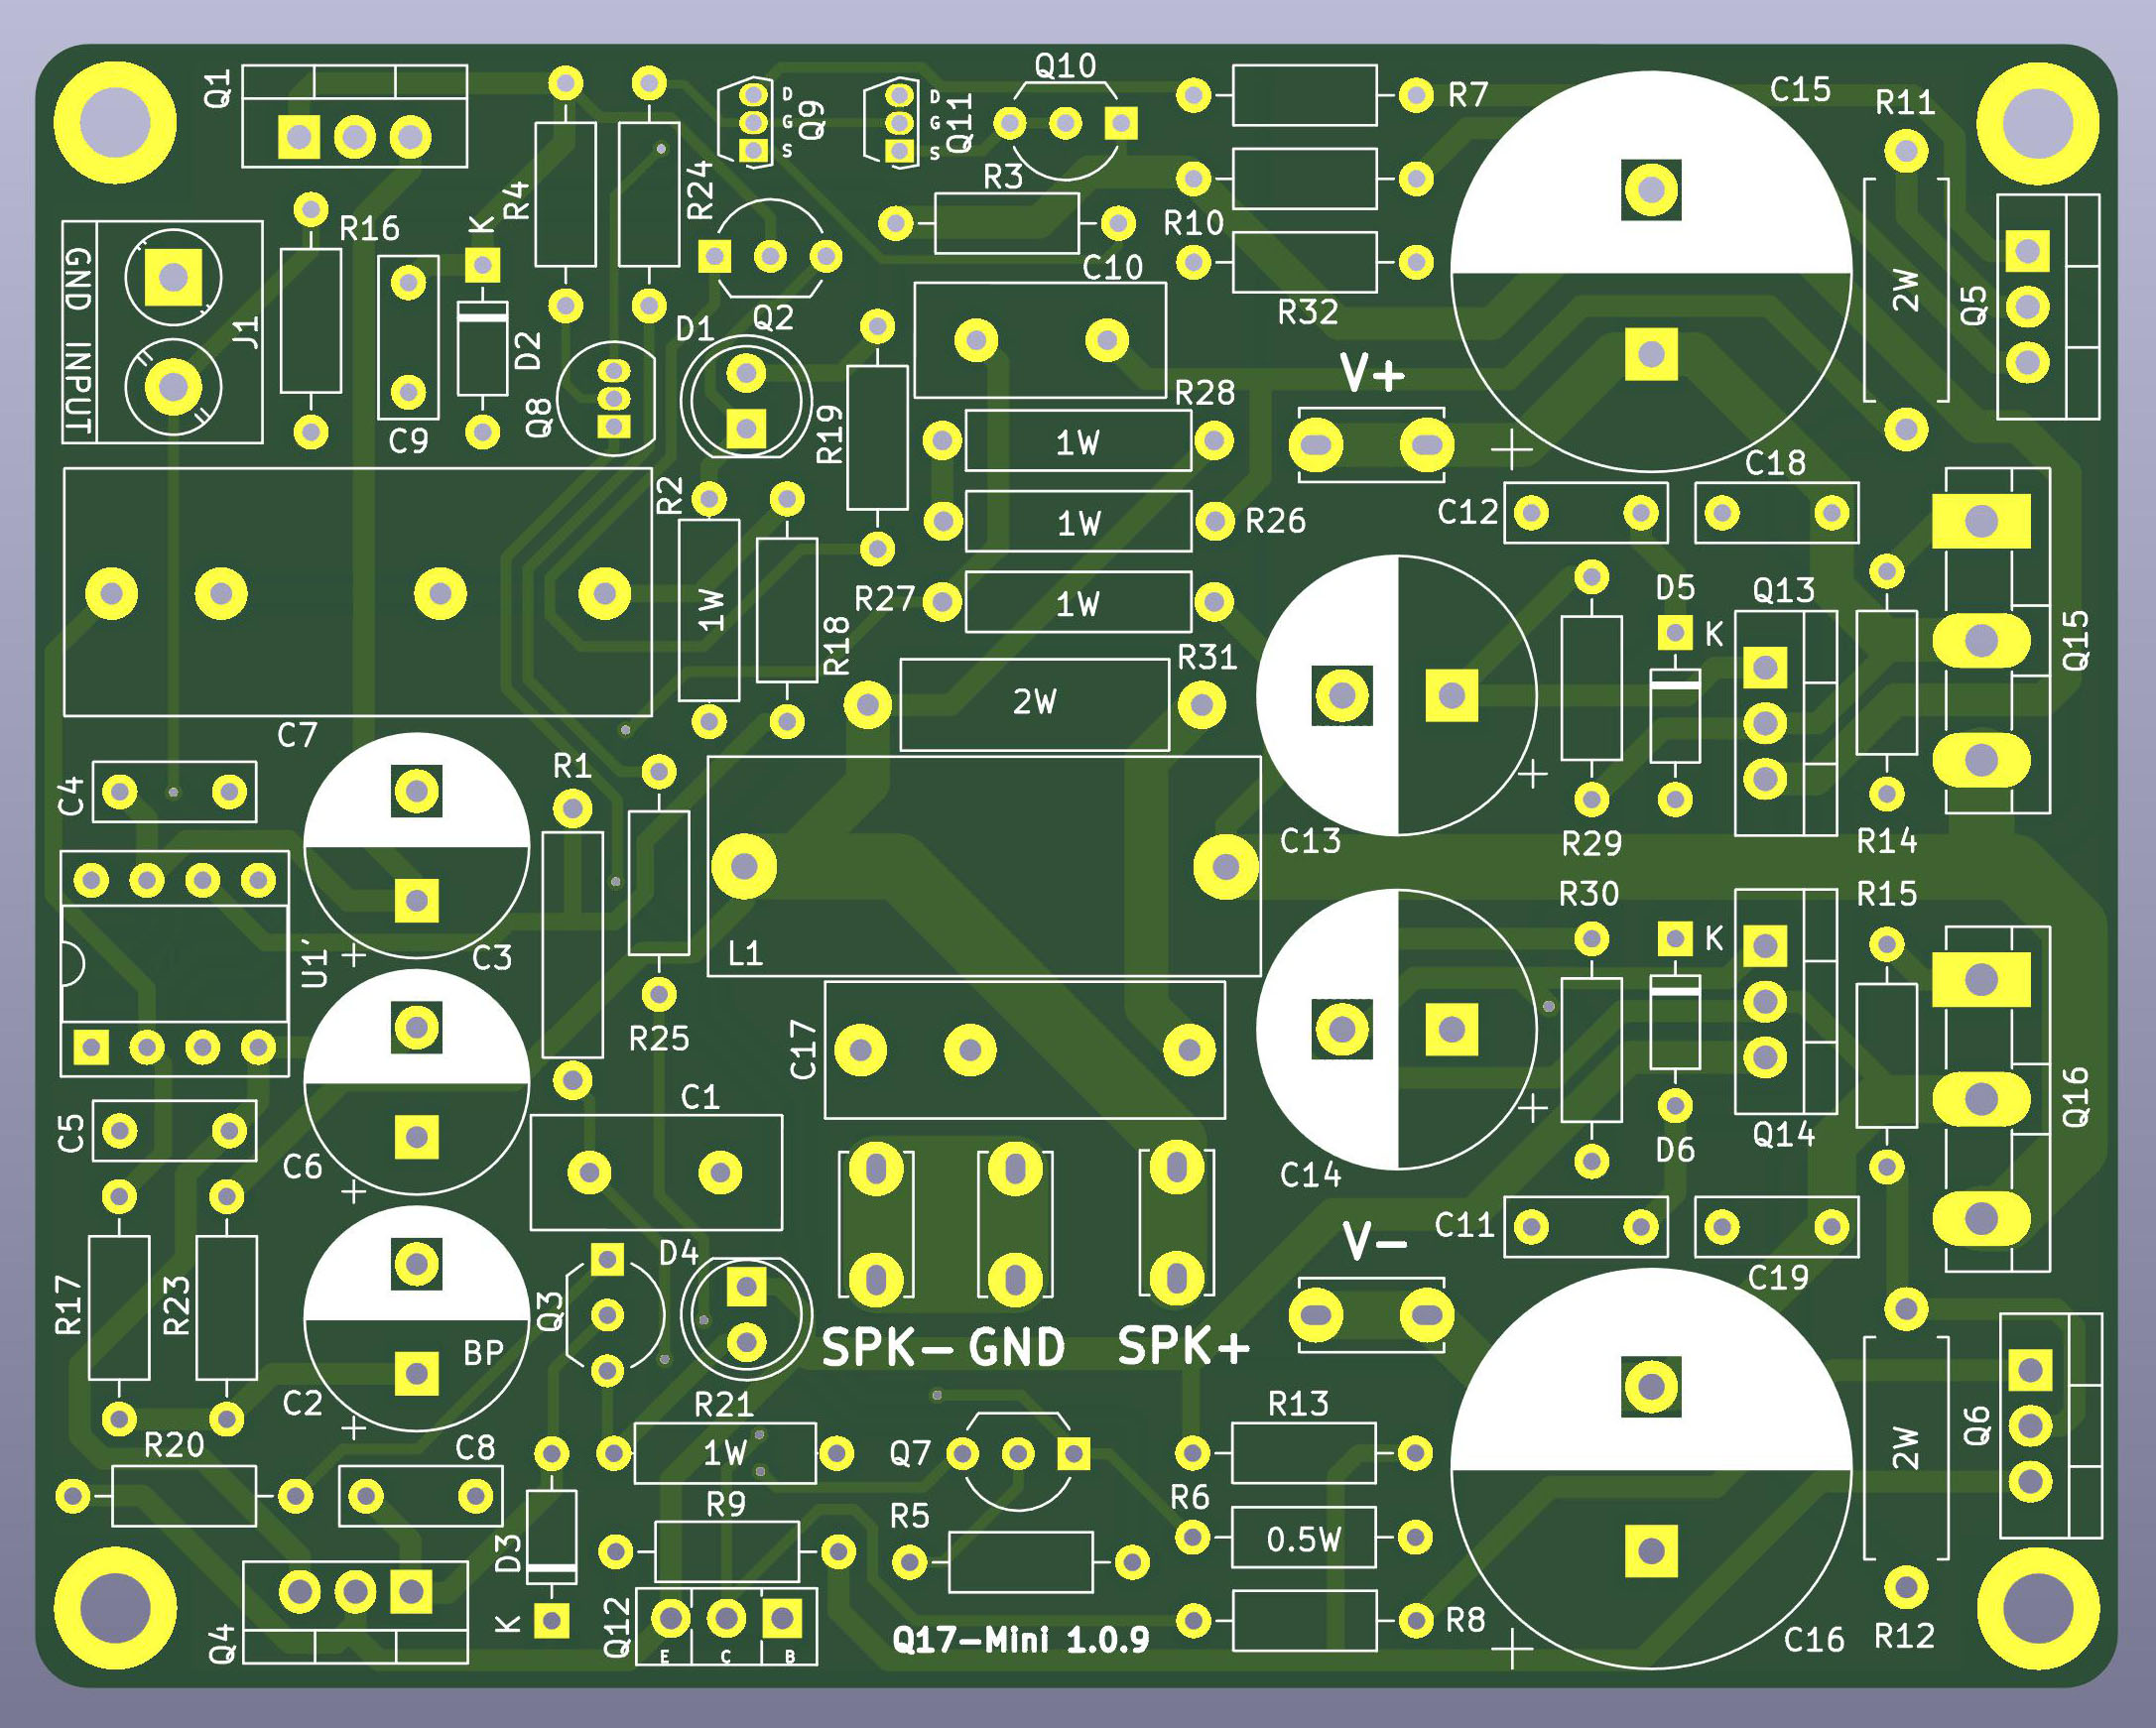 Q1
R4
R24
D
G
S
Q9
D
G
S
Q11
Q10
R7
C15
R11
R3
R10
R16
K
J1
GND INPUT
D2
C9
Q8
D1
Q2
C10
R32
2W
Q5
V+
R19
R28
1W
R2
1W
R26
C12
C18
R27
1W
1W
R18
D5
K
Q13
Q15
R31
2W
C7
C4
R1
C13
R29
R14
U1´
C3
L1
R30
K
R15
R25
C17
C5
C6
C1
C14
D6
Q14
Q16
R17
R23
BP
C2
Q3
D4
V-
C11
C19
SPK-
GND
SPK+
R20
C8
R21
1W
Q7
R13
2W
Q6
R9
R5
R6
0.5W
D3
K
Q4
Q12
E
C
B
Q17-Mini 1.0.9
R8
C16
R12